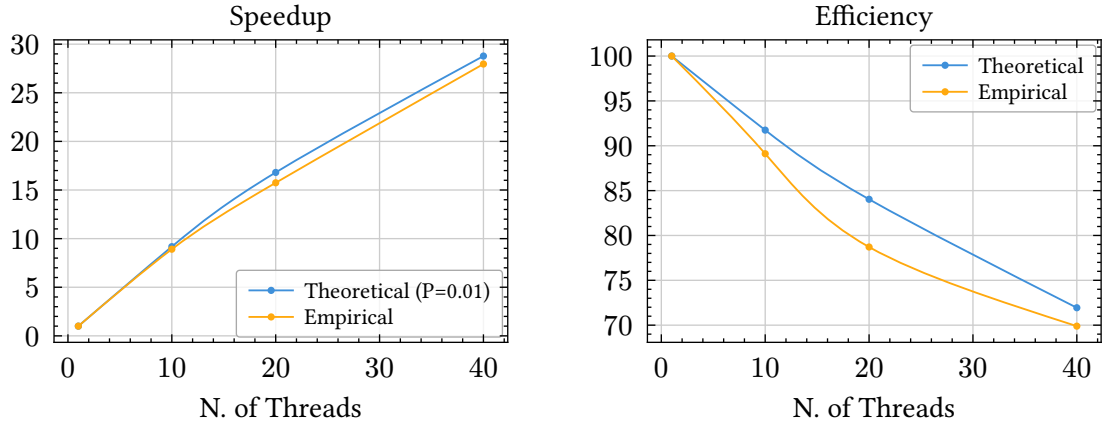 Speedup
30
25
20
15
10
5
0
0 10 20 30 40
N. of Threads
Theoretical (P=0.01)
Empirical
Efficiency
100
95
90
85
80
75
70
0 10 20 30 40
N. of Threads
Theoretical
Empirical